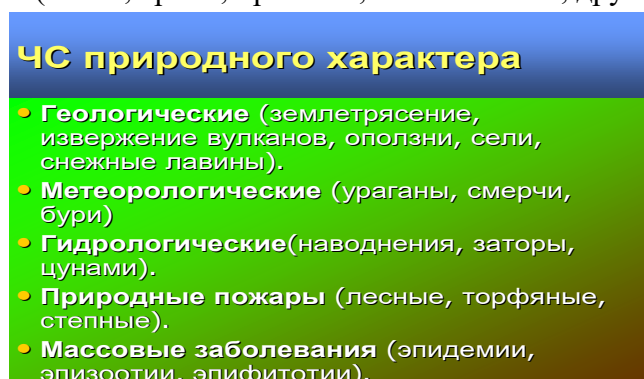 ЧС природного характера
• Геологические (землетрясение,
извержение вулканов, оползни, сели,
снежные лавины).
• Метеорологические (ураганы, смерчи,
бури)
• Гидрологические(наводнения, заторы,
цунами).
• Природные пожары (лесные, торфяные,
степные).
• Массовые заболевания (эпидемии,
эпизоотии, эпифитотии).